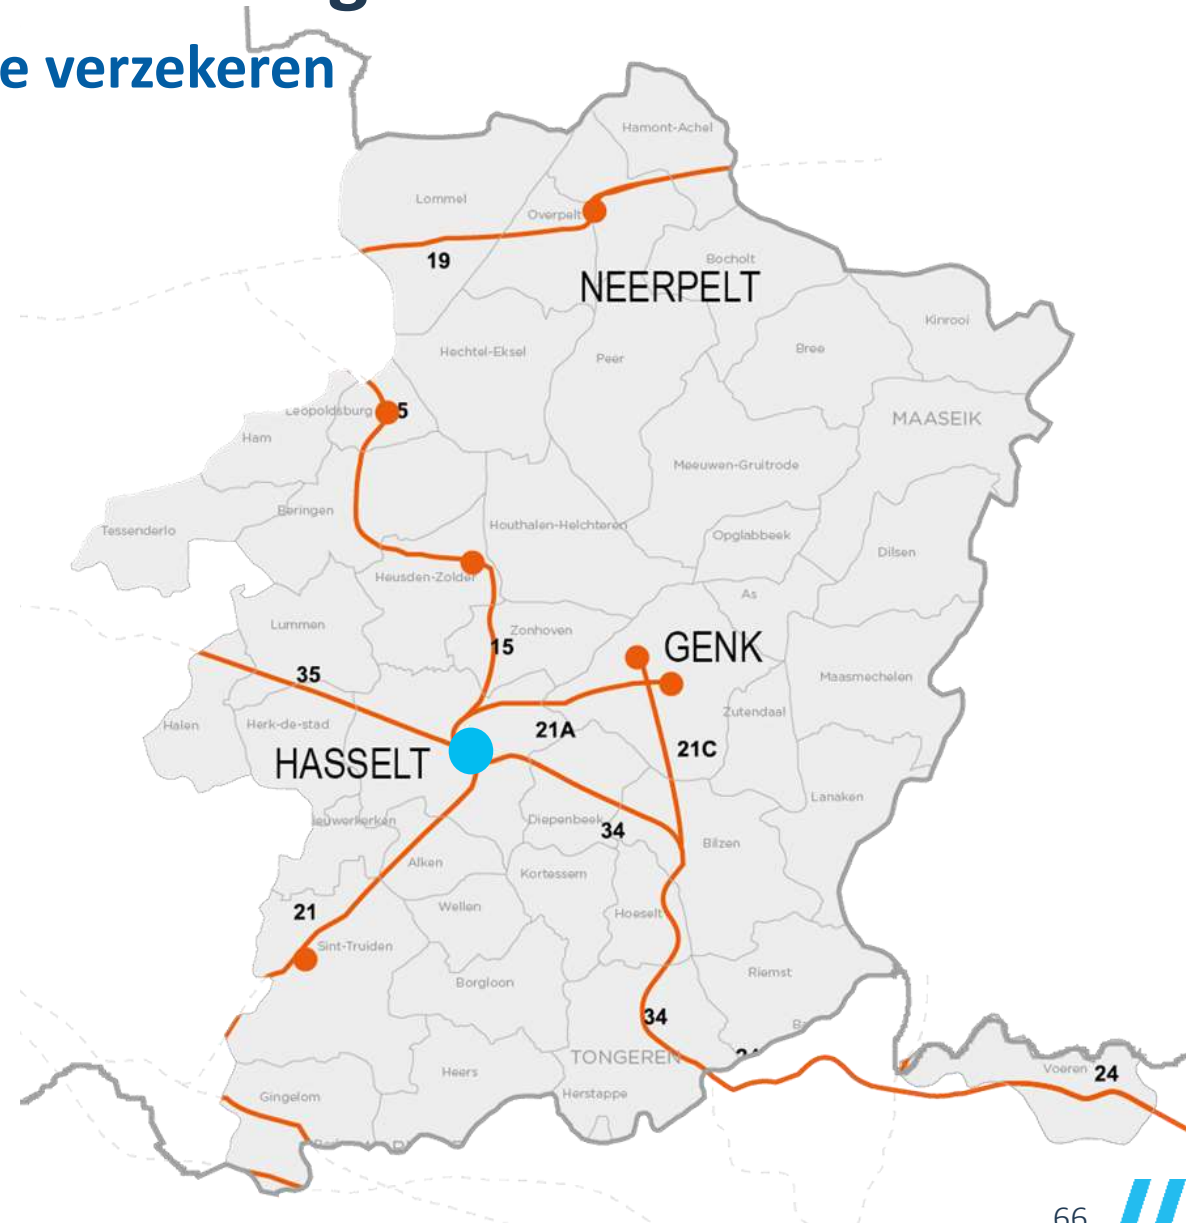 e verzekeren
Hamont-Achel
Lommel
Overpelt
19
Bocholt
NEERPELT
Kinrooi
Hechtel-Eksel
Peer
Bree
Leopoldsburg
5
MAASEIK
Ham
Meeuwen-Gruitrode
Beringen
Tessenderlo
Houthalen-Helchteren
Opglabbeek
Dilsen
Heusden-Zolder
As
Lummen
Zonhoven
15
GENK
35
Maasmechelen
Halen
Herk-de-stad
Zutendaal
21A
21C
HASSELT
Lanaken
ieuwerkerken
Diepenbeek
34
Bilzen
Alken
Kortessem
21
Wellen
Hoeselt
Sint-Truiden
Riemst
Borgloon
34
TONGEREN
Voeren
24
Heers
Gingelom
Herstappe
66